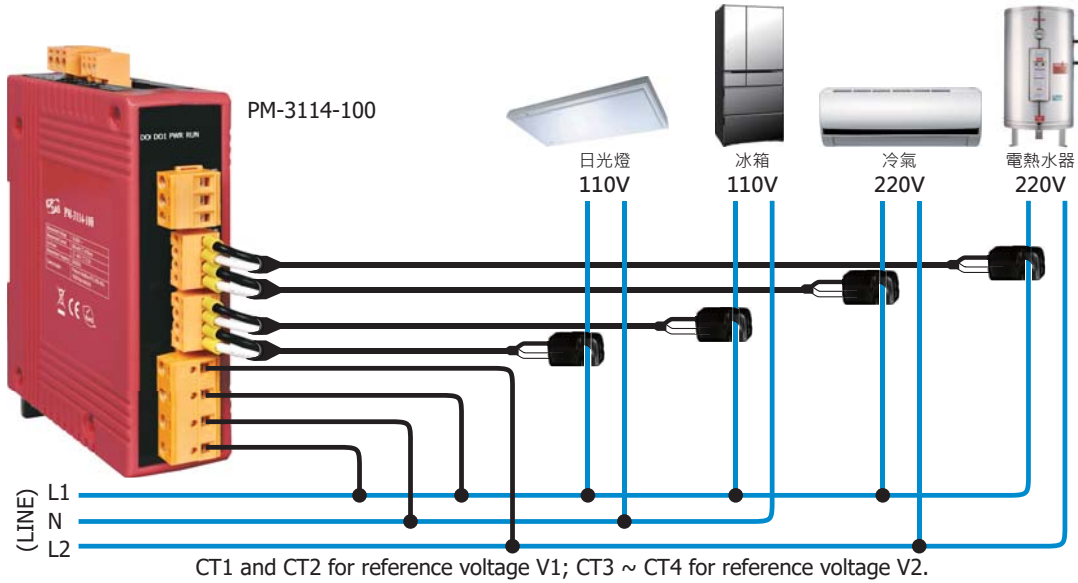 PM-3114-100
DO0 DO1 PWR RUN
PM-3114-100
CE
日光燈
110V
冰箱
110V
冷氣
220V
電熱水器
220V
(LINE)
L1
N
L2
CT1 and CT2 for reference voltage V1; CT3 ~ CT4 for reference voltage V2.